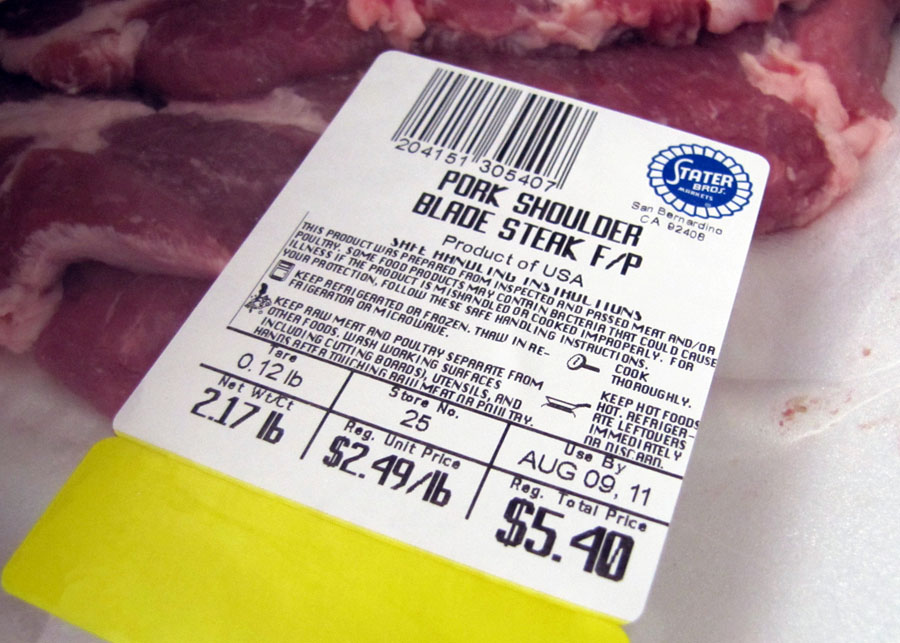 204151 305407
STATER
BROS.
MARKETS
San Bernardino
CA 92408
PORK SHOULDER
BLADE STEAK F/P
Product of USA
SAFE HANDLING INSTRUCTIONS
THIS PRODUCT WAS PREPARED FROM INSPECTED AND PASSED MEAT AND/OR
POULTRY. SOME FOOD PRODUCTS MAY CONTAIN BACTERIA THAT COULD CAUSE
ILLNESS IF THE PRODUCT IS MISHANDLED OR COOKED IMPROPERLY. FOR
YOUR PROTECTION, FOLLOW THESE SAFE HANDLING INSTRUCTIONS.
KEEP REFRIGERATED OR FROZEN. THAW IN RE-
FRIGERATOR OR MICROWAVE.
KEEP RAW MEAT AND POULTRY SEPARATE FROM
OTHER FOODS. WASH WORKING SURFACES
INCLUDING CUTTING BOARDS), UTENSILS, AND
HANDS AFTER TOUCHING RAW MEAT OR POULTRY.
COOK
THOROUGHLY.
KEEP HOT FOODS
HOT. REFRIGER-
ATE LEFTOVERS
IMMEDIATELY
OR DISCARD.
Tare
0.12 lb
Store No.
25
Use By
AUG 09, 11
Net Wt/Ct
2.17 lb
Reg. Unit Price
$2.49/lb
Reg. Total Price
$5.40